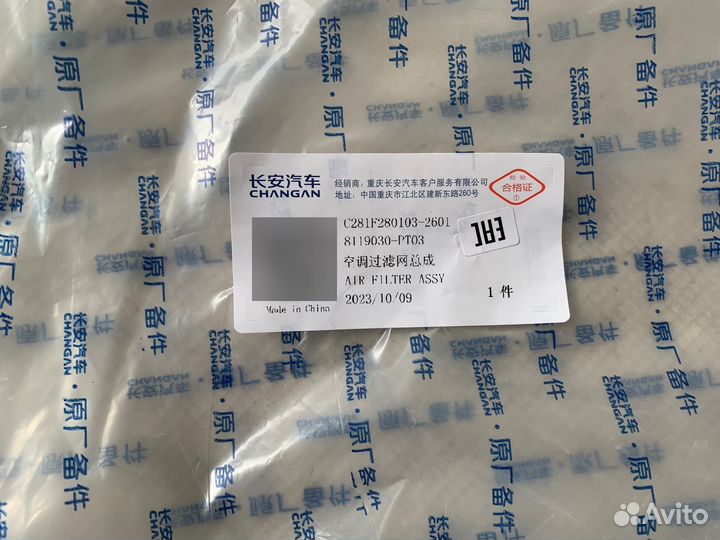 长安汽车
CHANGAN
经销商：重庆长安汽车客户服务有限公司
地址：中国重庆市江北区建新东路260号
检验
合格证
①
C281F280103-2601
8119030-PT03
空调过滤网总成
AIR FILTER ASSY
2023/10/09
1 件
Made in China
EAC
长安汽车
CHANGAN
·原厂备件
Avito